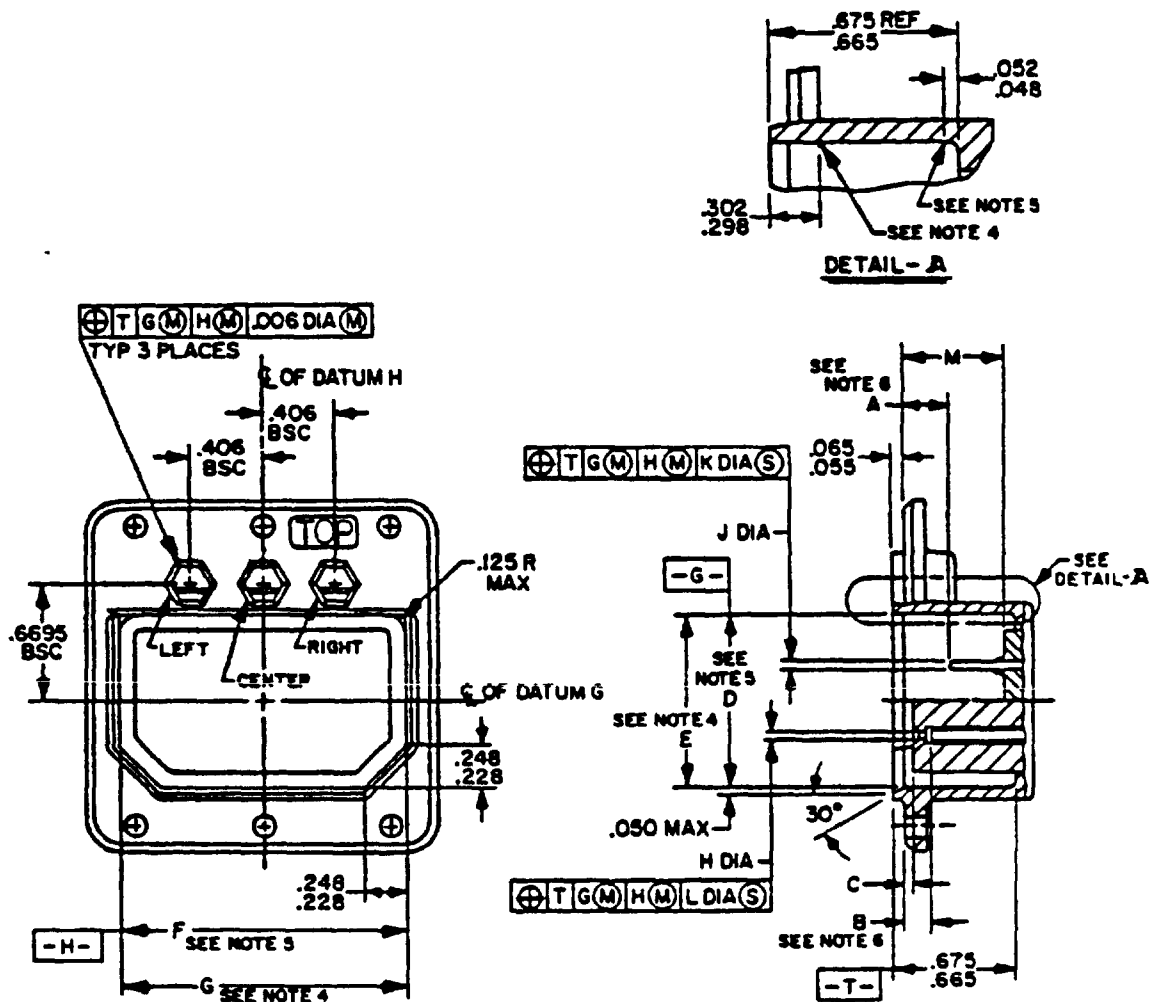 .675 REF
.665
.052
.048
.302
.298
SEE NOTE 5
SEE NOTE 4
DETAIL-A
⌖ T G Ⓜ H Ⓜ .006 DIA Ⓜ
TYP 3 PLACES
℄ OF DATUM H
.406
BSC
.406
BSC
TOP
.125 R
MAX
.6695
BSC
LEFT
CENTER
RIGHT
℄ OF DATUM G
.248
.228
.248
.228
F
SEE NOTE 5
-H-
G
SEE NOTE 4
M
SEE
NOTE 6
A
.065
.055
⌖ T G Ⓜ H Ⓜ K DIA Ⓢ
J DIA
-G-
SEE
DETAIL-A
SEE
NOTE 5
D
SEE NOTE 4
E
.050 MAX
30°
H DIA
⌖ T G Ⓜ H Ⓜ L DIA Ⓢ
C
B
SEE NOTE 6
-T-
.675
.665